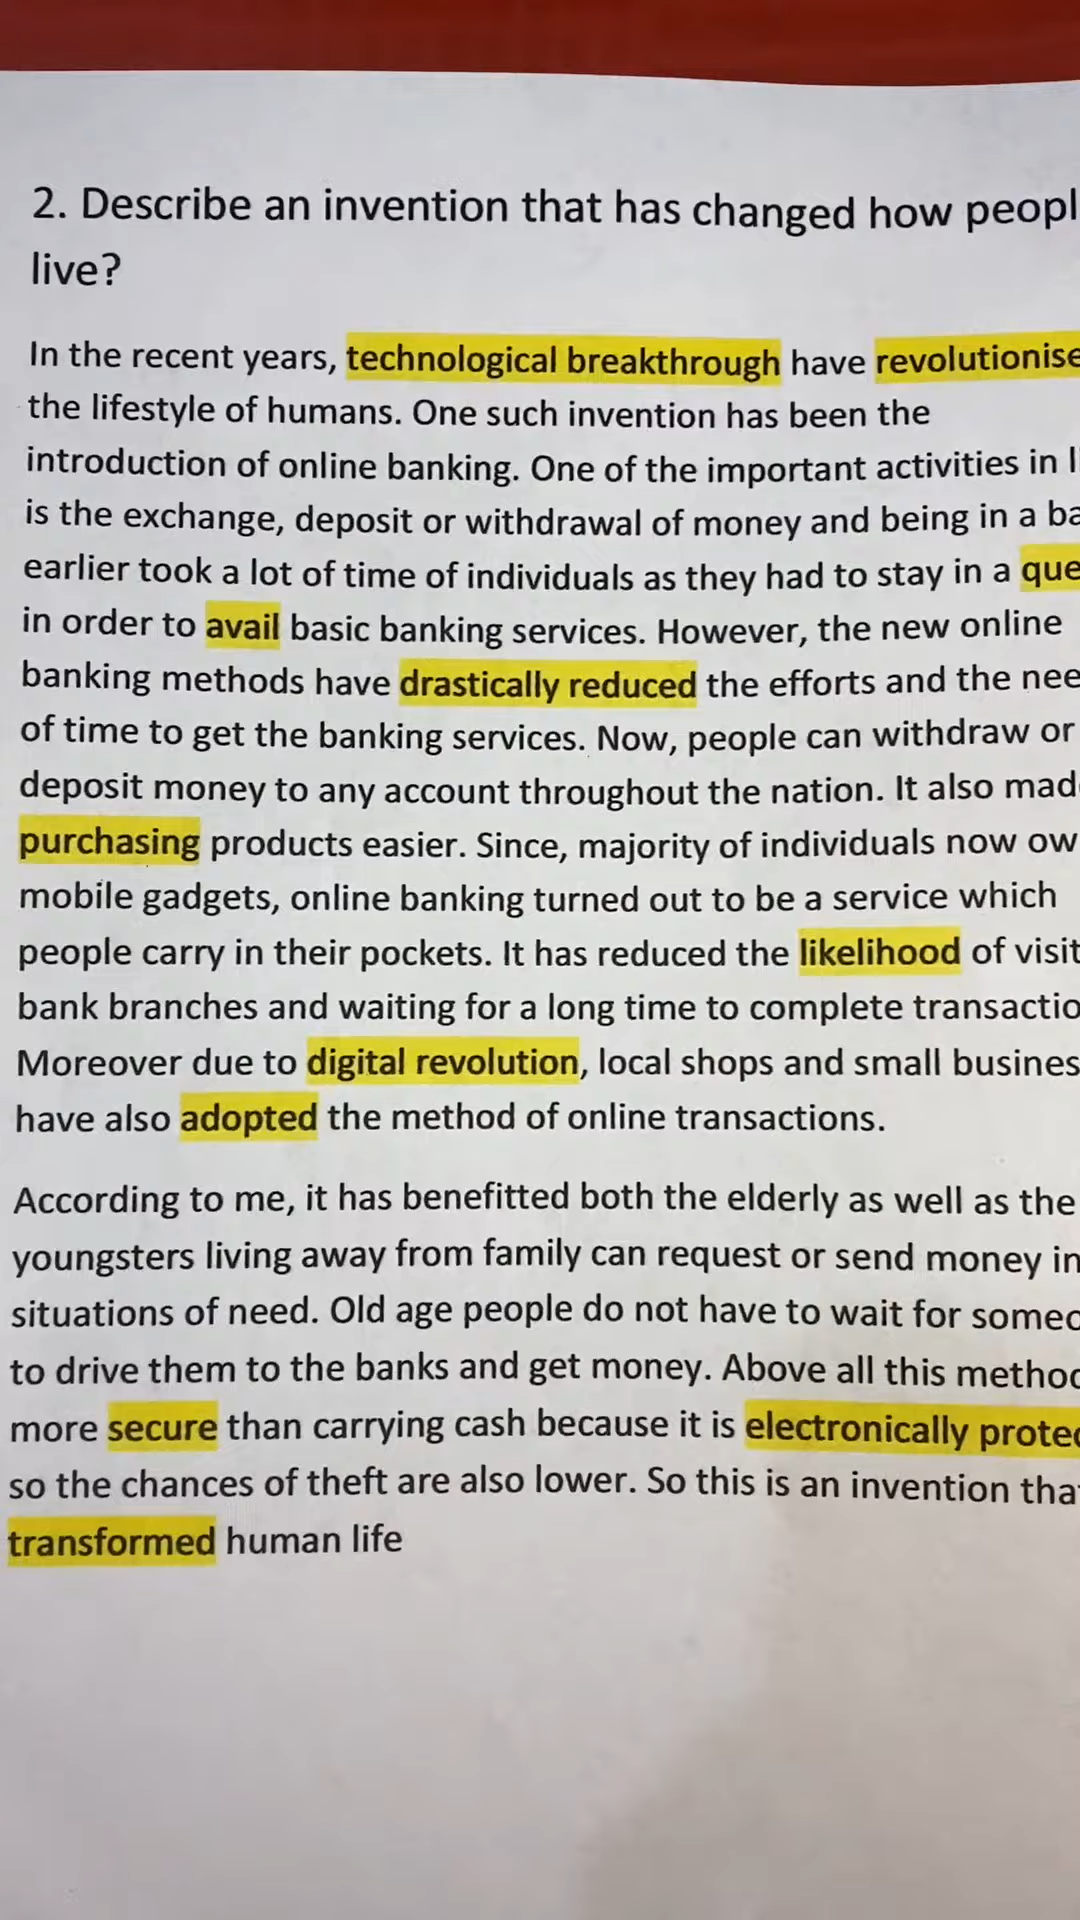 2. Describe an invention that has changed how peopl
live?
In the recent years, technological breakthrough have revolutionise
the lifestyle of humans. One such invention has been the
introduction of online banking. One of the important activities in l
is the exchange, deposit or withdrawal of money and being in a ba
earlier took a lot of time of individuals as they had to stay in a que
in order to avail basic banking services. However, the new online
banking methods have drastically reduced the efforts and the nee
of time to get the banking services. Now, people can withdraw or
deposit money to any account throughout the nation. It also mad
purchasing products easier. Since, majority of individuals now ow
mobile gadgets, online banking turned out to be a service which
people carry in their pockets. It has reduced the likelihood of visit
bank branches and waiting for a long time to complete transactio
Moreover due to digital revolution, local shops and small busines
have also adopted the method of online transactions.
According to me, it has benefitted both the elderly as well as the
youngsters living away from family can request or send money in
situations of need. Old age people do not have to wait for someo
to drive them to the banks and get money. Above all this method
more secure than carrying cash because it is electronically protec
so the chances of theft are also lower. So this is an invention tha
transformed human life